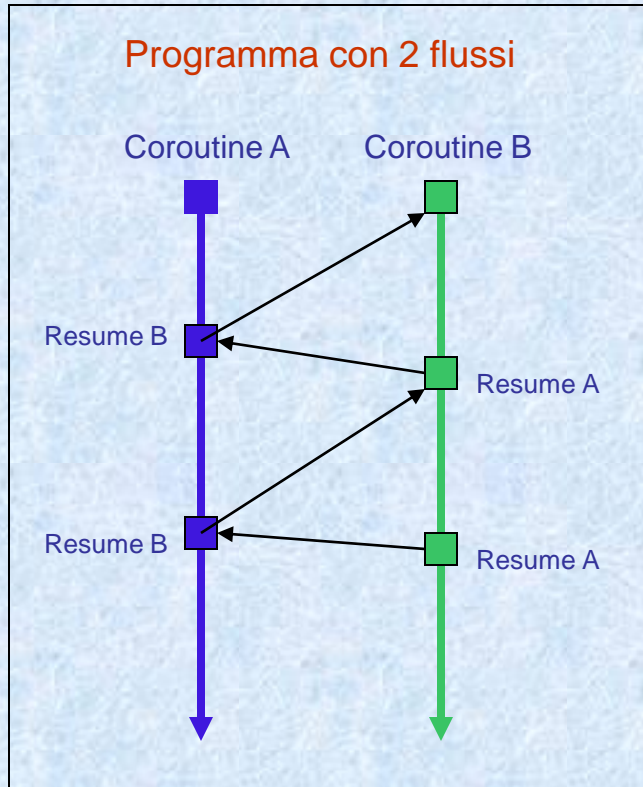 Programma con 2 flussi
Coroutine A
Coroutine B
Resume B
Resume A
Resume B
Resume A